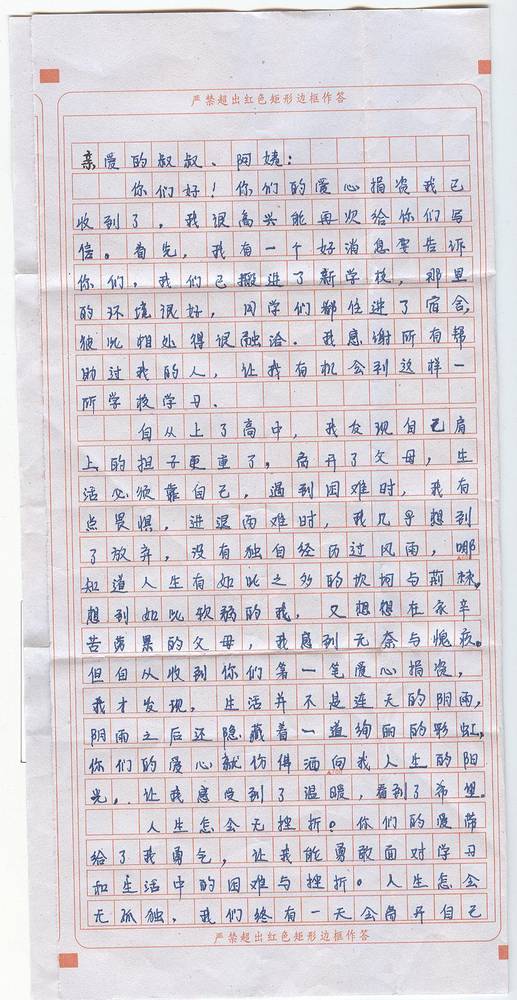 严禁超出红色矩形边框作答
亲爱的叔叔、阿姨：
你们好！你们的爱心捐资我已
收到了，我很高兴能再次给你们写
信。首先，我有一个好消息要告诉
你们，我们已搬进了新学校，那里
的环境很好，同学们都住进了宿舍，
彼此相处得很融洽。我感谢所有帮
助过我的人，让我有机会到这样一
所学校学习。
自从上了高中，我发现自己肩
上的担子更重了，离开了父母，生
活必须靠自己，遇到困难时，我有
点畏惧，进退两难时，我几乎想到
了放弃，没有独自经历过风雨，哪
知道人生有如此之多的坎坷与荆棘。
想到如此软弱的我，又想想在家辛
苦劳累的父母，我感到无奈与愧疚。
但自从收到你们第一笔爱心捐资，
我才发现，生活并不是连天的阴雨，
阴雨之后还隐藏着一道绚丽的彩虹，
你们的爱心就仿佛洒向我人生的阳
光，让我感受到了温暖，看到了希望。
人生怎会无挫折。你们的爱带
给了我勇气，让我能勇敢面对学习
和生活中的困难与挫折。人生怎会
无孤独，我们终有一天会离开自己
严禁超出红色矩形边框作答